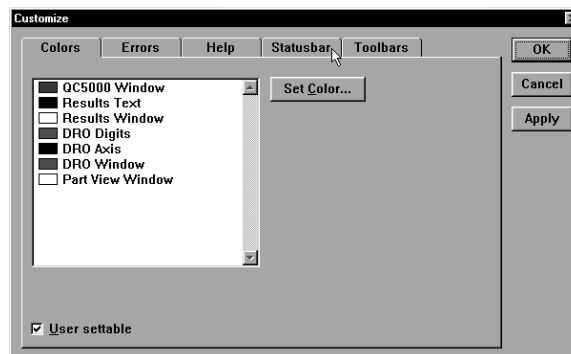 Customize
Colors Errors Help Statusbar Toolbars
OK
QC5000 Window
Set Color...
Cancel
Results Text
Results Window
Apply
DRO Digits
DRO Axis
DRO Window
Part View Window
User settable